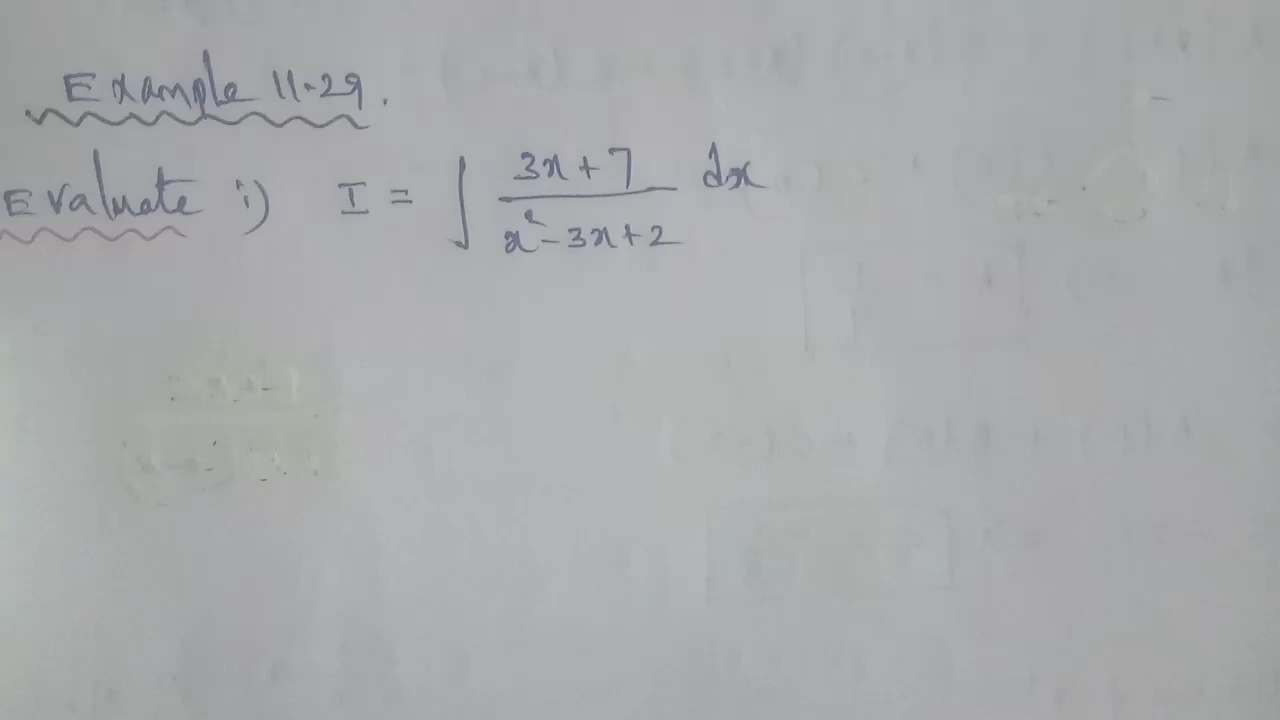 Example 11.29.
Evaluate i) I = ∫ (3x + 7)/(x² - 3x + 2) dx